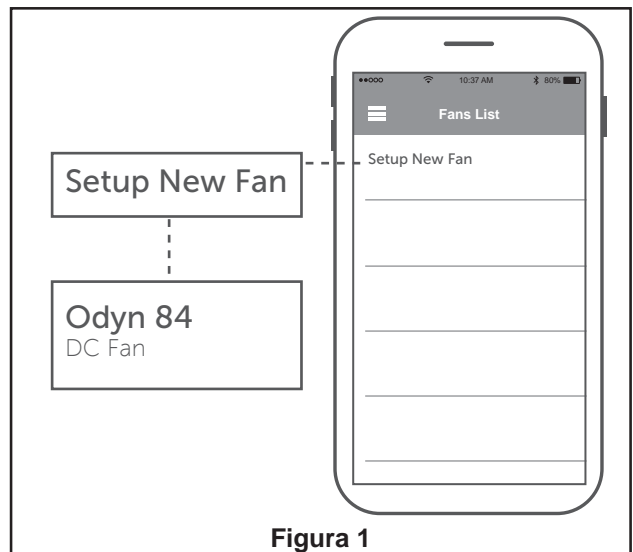 10:37 AM
80%
Fans List
Setup New Fan
Setup New Fan
Odyn 84
DC Fan
Figura 1